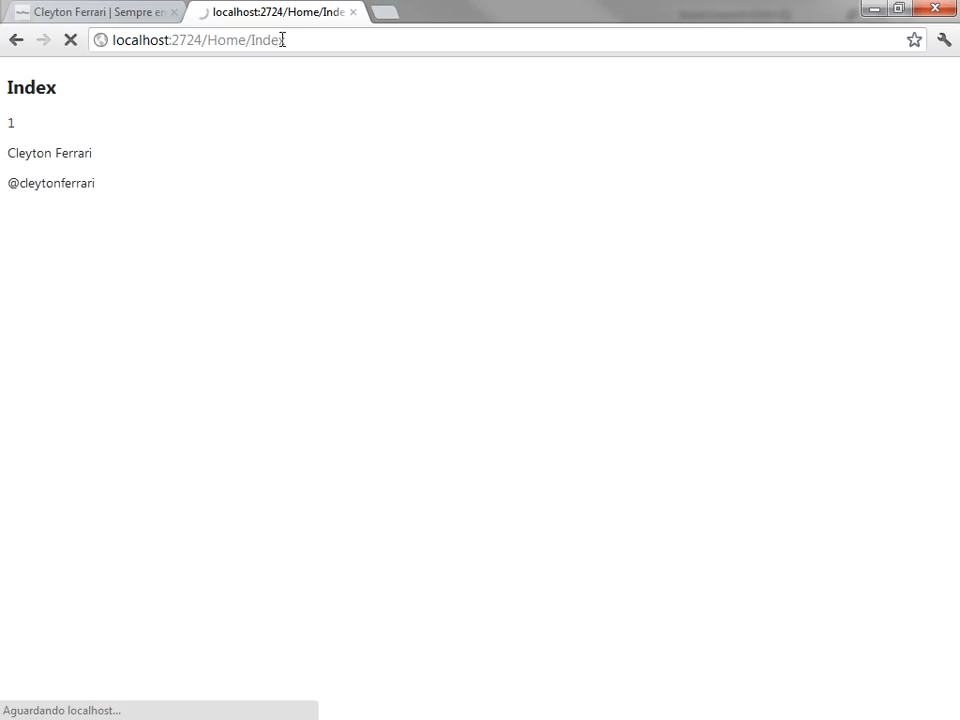 Cleyton Ferrari | Sempre en
localhost:2724/Home/Inde
localhost:2724/Home/Index
Index
1
Cleyton Ferrari
@cleytonferrari
Aguardando localhost...